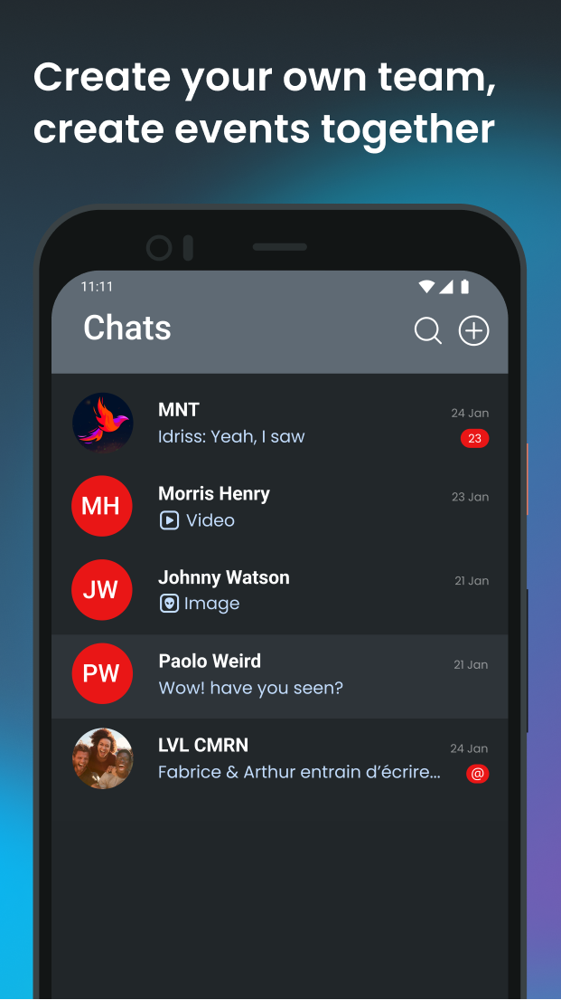 Create your own team,
create events together
11:11
Chats
MNT
24 Jan
Idriss: Yeah, I saw
23
MH
Morris Henry
23 Jan
Video
JW
Johnny Watson
21 Jan
Image
PW
Paolo Weird
21 Jan
Wow! have you seen?
LVL CMRN
24 Jan
Fabrice & Arthur entrain d’écrire...
@